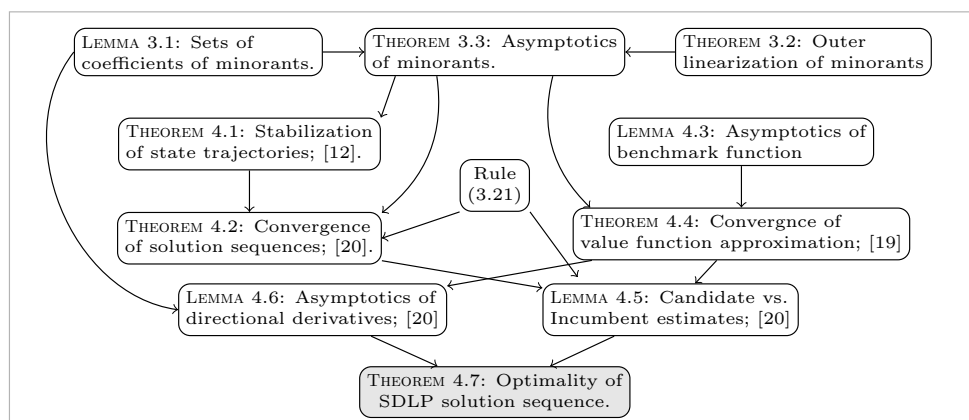 LEMMA 3.1: Sets of
coefficients of minorants.
THEOREM 3.3: Asymptotics
of minorants.
THEOREM 3.2: Outer
linearization of minorants
THEOREM 4.1: Stabilization
of state trajectories; [12].
LEMMA 4.3: Asymptotics of
benchmark function
Rule
(3.21)
THEOREM 4.2: Convergence
of solution sequences; [20].
THEOREM 4.4: Convergnce of
value function approximation; [19]
LEMMA 4.6: Asymptotics of
directional derivatives; [20]
LEMMA 4.5: Candidate vs.
Incumbent estimates; [20]
THEOREM 4.7: Optimality of
SDLP solution sequence.